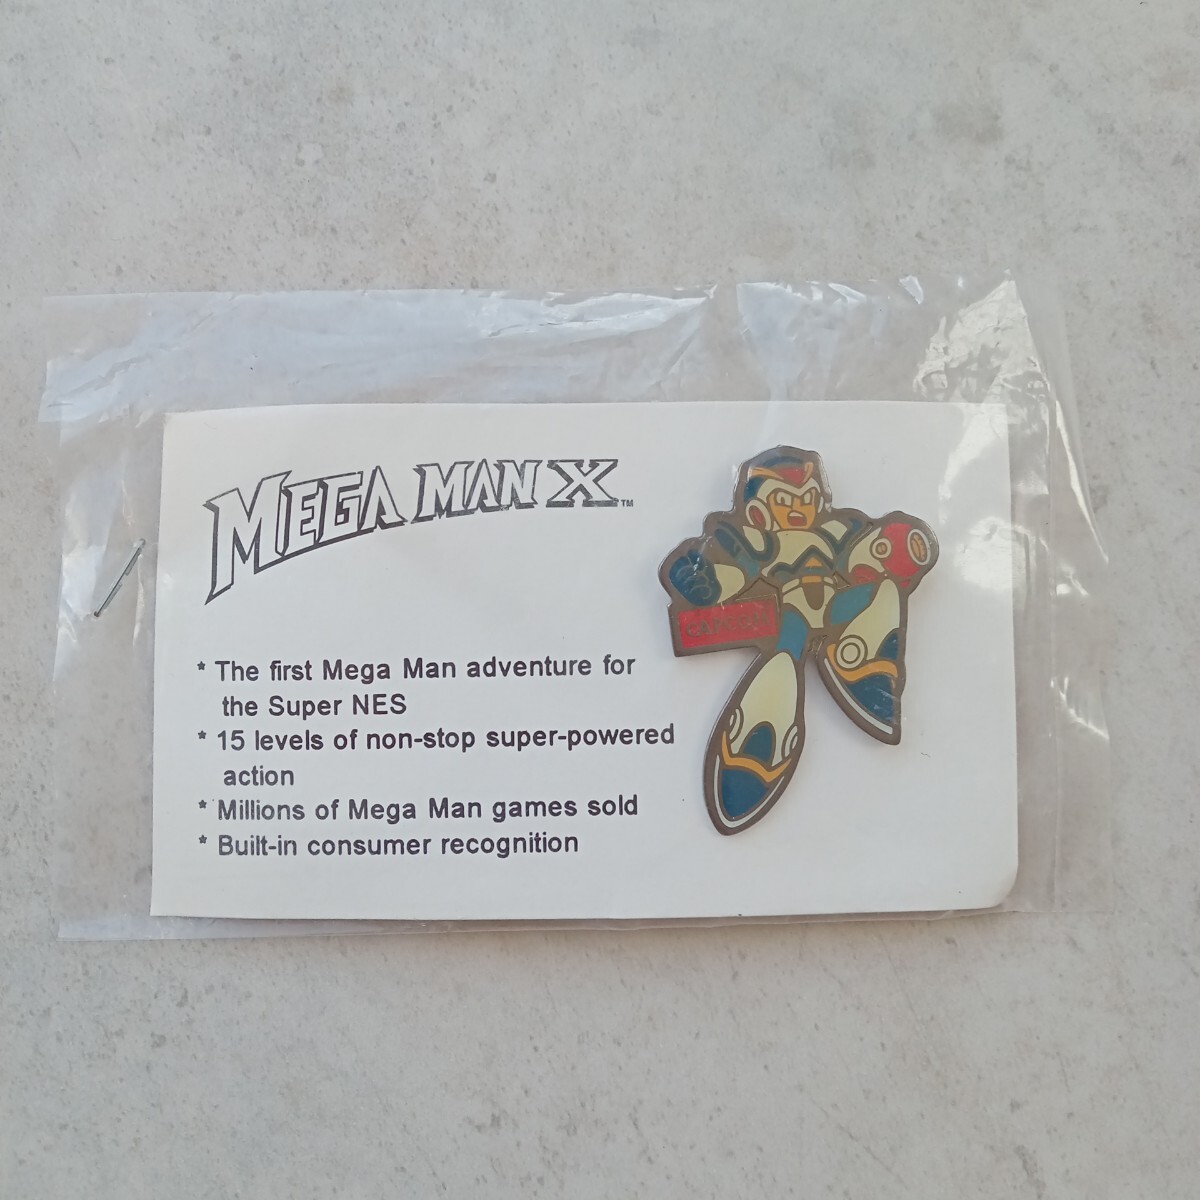 MEGA MAN X™
* The first Mega Man adventure for
the Super NES
* 15 levels of non-stop super-powered
action
* Millions of Mega Man games sold
* Built-in consumer recognition
CAPCOM